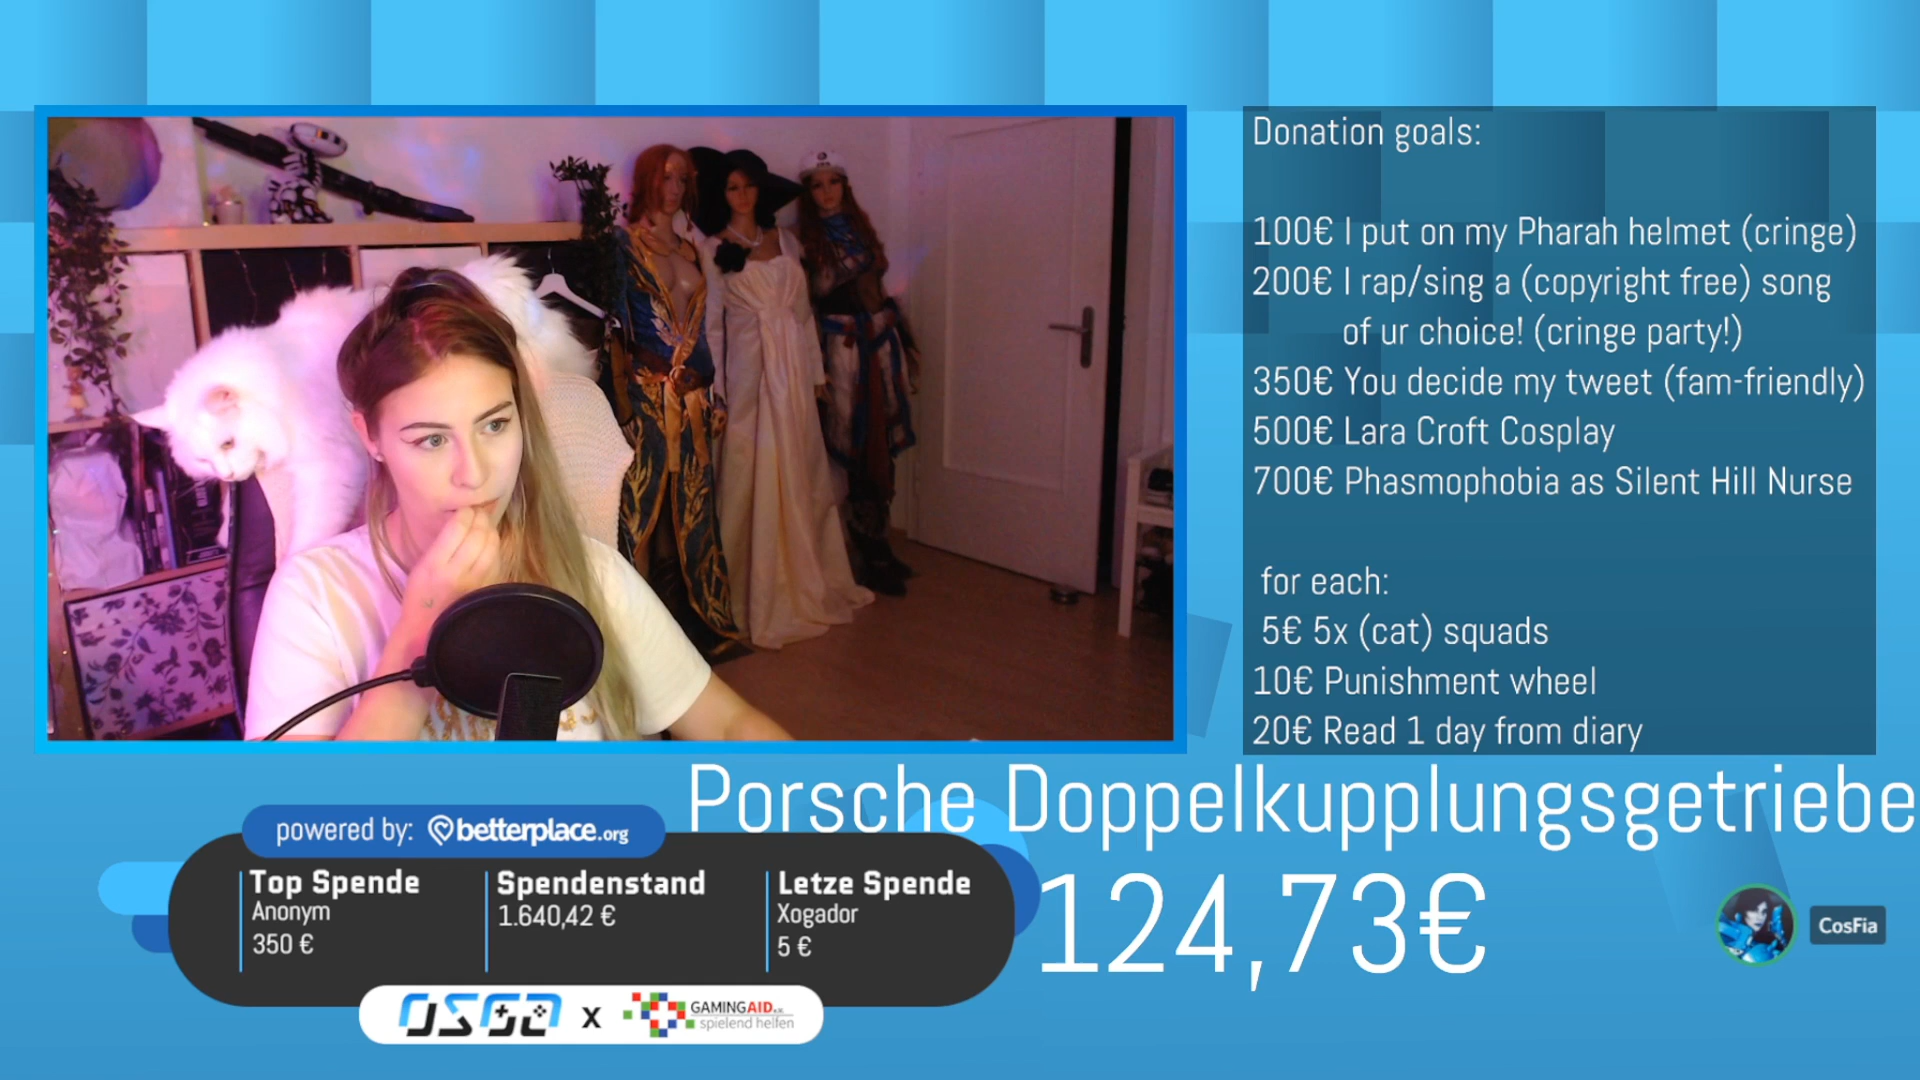 Donation goals:
100€ I put on my Pharah helmet (cringe)
200€ I rap/sing a (copyright free) song
of ur choice! (cringe party!)
350€ You decide my tweet (fam-friendly)
500€ Lara Croft Cosplay
700€ Phasmophobia as Silent Hill Nurse
for each:
5€ 5x (cat) squads
10€ Punishment wheel
20€ Read 1 day from diary
Porsche Doppelkupplungsgetriebe
124,73€
powered by: betterplace.org
Top Spende
Anonym
350 €
Spendenstand
1.640,42 €
Letze Spende
Xogador
5 €
CosFia
x
GAMINGAID e.V.
spielend helfen